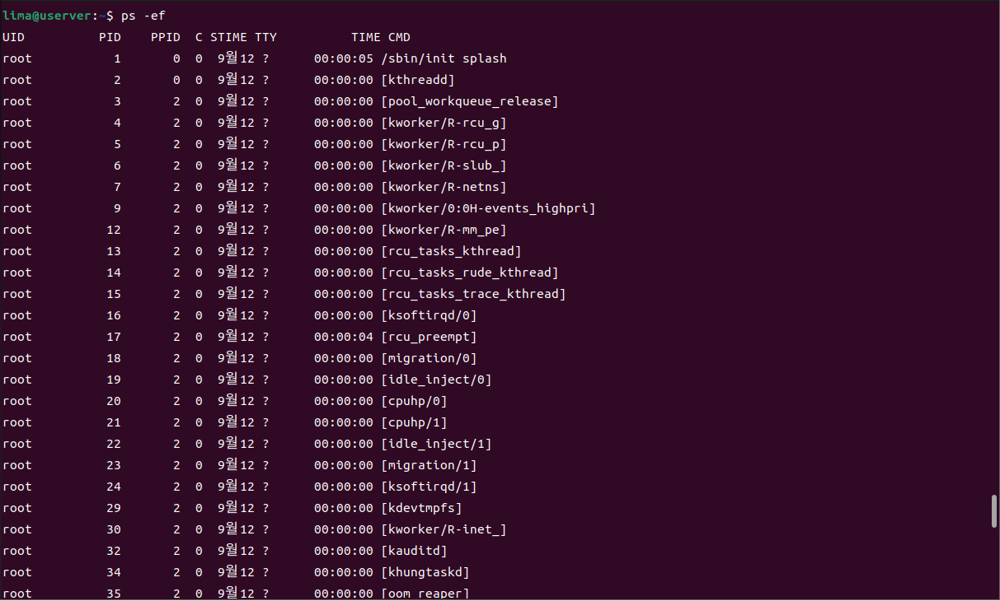 lima@userver:~$ ps -ef
UID          PID    PPID  C STIME TTY          TIME CMD
root           1       0  0  9월12 ?      00:00:05 /sbin/init splash
root           2       0  0  9월12 ?      00:00:00 [kthreadd]
root           3       2  0  9월12 ?      00:00:00 [pool_workqueue_release]
root           4       2  0  9월12 ?      00:00:00 [kworker/R-rcu_g]
root           5       2  0  9월12 ?      00:00:00 [kworker/R-rcu_p]
root           6       2  0  9월12 ?      00:00:00 [kworker/R-slub_]
root           7       2  0  9월12 ?      00:00:00 [kworker/R-netns]
root           9       2  0  9월12 ?      00:00:00 [kworker/0:0H-events_highpri]
root          12       2  0  9월12 ?      00:00:00 [kworker/R-mm_pe]
root          13       2  0  9월12 ?      00:00:00 [rcu_tasks_kthread]
root          14       2  0  9월12 ?      00:00:00 [rcu_tasks_rude_kthread]
root          15       2  0  9월12 ?      00:00:00 [rcu_tasks_trace_kthread]
root          16       2  0  9월12 ?      00:00:00 [ksoftirqd/0]
root          17       2  0  9월12 ?      00:00:04 [rcu_preempt]
root          18       2  0  9월12 ?      00:00:00 [migration/0]
root          19       2  0  9월12 ?      00:00:00 [idle_inject/0]
root          20       2  0  9월12 ?      00:00:00 [cpuhp/0]
root          21       2  0  9월12 ?      00:00:00 [cpuhp/1]
root          22       2  0  9월12 ?      00:00:00 [idle_inject/1]
root          23       2  0  9월12 ?      00:00:00 [migration/1]
root          24       2  0  9월12 ?      00:00:00 [ksoftirqd/1]
root          29       2  0  9월12 ?      00:00:00 [kdevtmpfs]
root          30       2  0  9월12 ?      00:00:00 [kworker/R-inet_]
root          32       2  0  9월12 ?      00:00:00 [kauditd]
root          34       2  0  9월12 ?      00:00:00 [khungtaskd]
root          35       2  0  9월12 ?      00:00:00 [oom_reaper]